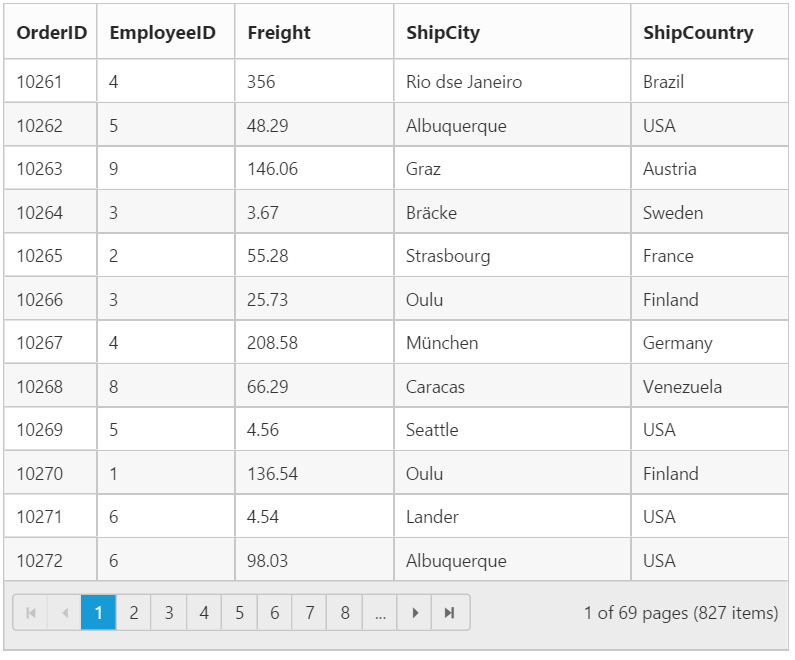 OrderID EmployeeID Freight ShipCity ShipCountry
10261 4 356 Rio dse Janeiro Brazil
10262 5 48.29 Albuquerque USA
10263 9 146.06 Graz Austria
10264 3 3.67 Bräcke Sweden
10265 2 55.28 Strasbourg France
10266 3 25.73 Oulu Finland
10267 4 208.58 München Germany
10268 8 66.29 Caracas Venezuela
10269 5 4.56 Seattle USA
10270 1 136.54 Oulu Finland
10271 6 4.54 Lander USA
10272 6 98.03 Albuquerque USA
1 2 3 4 5 6 7 8 ... 1 of 69 pages (827 items)